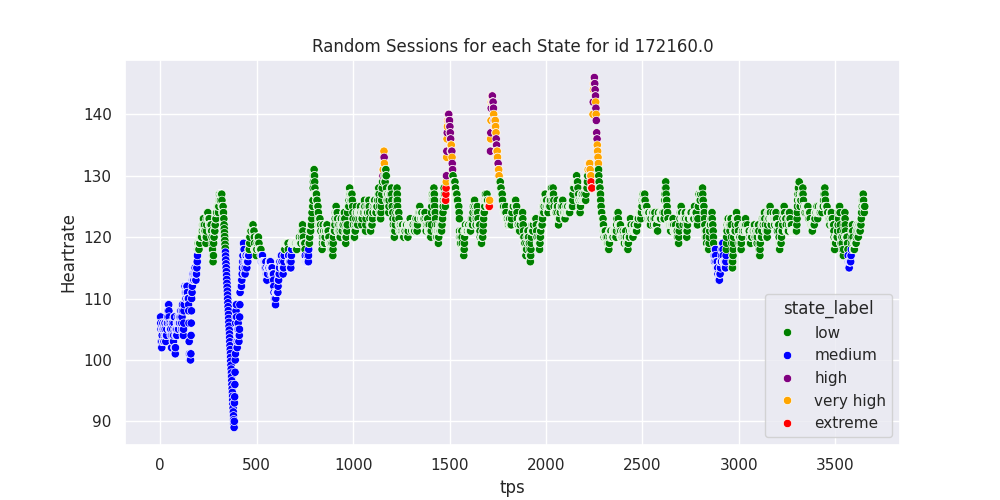 Random Sessions for each State for id 172160.0
Heartrate
140
130
120
110
100
90
0 500 1000 1500 2000 2500 3000 3500
tps
state_label
low
medium
high
very high
extreme